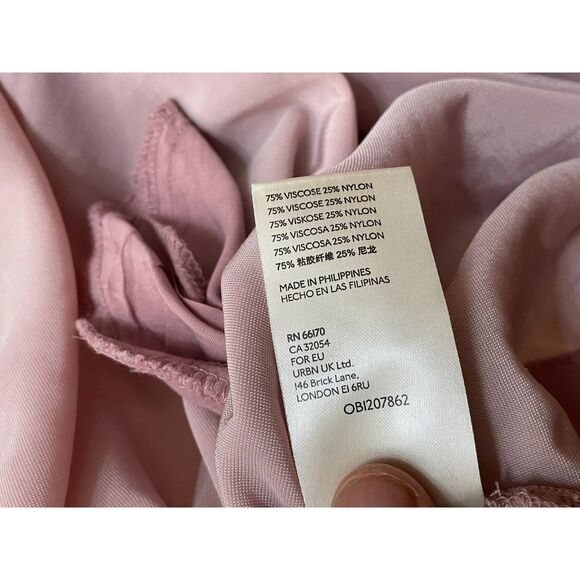 75% VISCOSE 25% NYLON
75% VISCOSE 25% NYLON
75% VISKOSE 25% NYLON
75% VISCOSA 25% NYLON
75% VISCOSA 25% NYLON
75% 粘胶纤维 25% 尼龙
MADE IN PHILIPPINES
HECHO EN LAS FILIPINAS
RN 66170
CA 32054
FOR EU
URBN UK Ltd.
146 Brick Lane,
LONDON E1 6RU
OB1207862